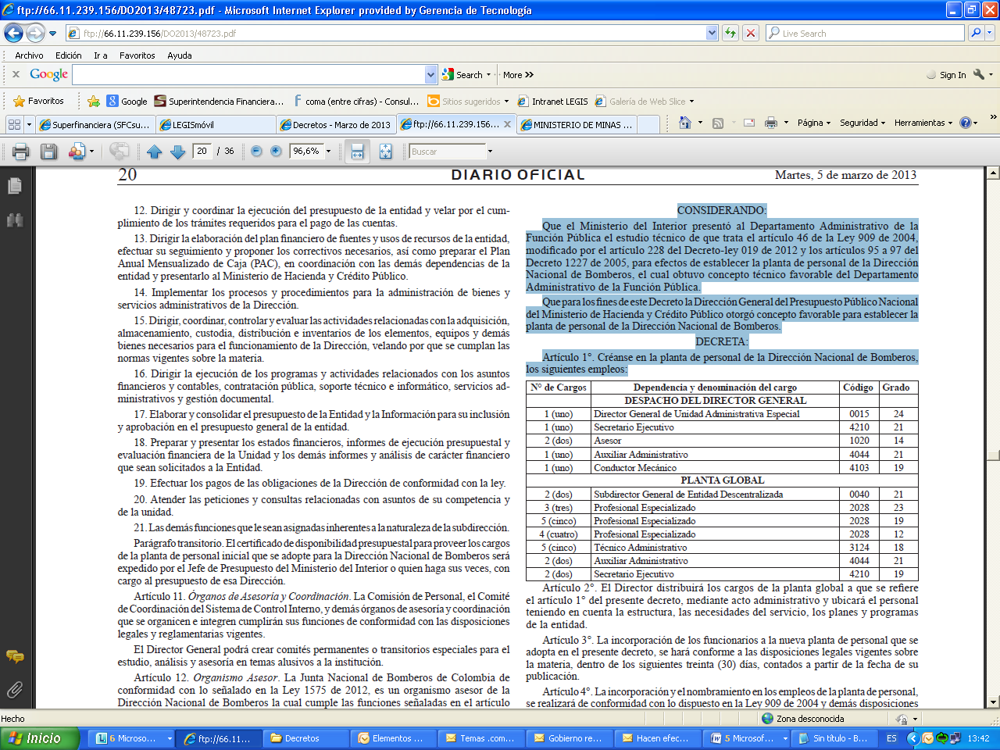 ftp://66.11.239.156/DO2013/48723.pdf - Microsoft Internet Explorer provided by Gerencia de Tecnología
ftp://66.11.239.156/DO2013/48723.pdf
Live Search
Archivo Edición Ir a Favoritos Ayuda
x Google Search More » Sign In
Favoritos Google Superintendencia Financiera... coma (entre cifras) - Consul... Sitios sugeridos Intranet LEGIS Galería de Web Slice
Superfinanciera (SFCsu... LEGISmóvil Decretos - Marzo de 2013 ftp://66.11.239.156... MINISTERIO DE MINAS ... Página Seguridad Herramientas »
20 / 36 96,6% Buscar
20 DIARIO OFICIAL Martes, 5 de marzo de 2013
12. Dirigir y coordinar la ejecución del presupuesto de la entidad y velar por el cum-
plimiento de los trámites requeridos para el pago de las cuentas.
13. Dirigir la elaboración del plan financiero de fuentes y usos de recursos de la entidad,
efectuar su seguimiento y proponer los correctivos necesarios, así como preparar el Plan
Anual Mensualizado de Caja (PAC), en coordinación con las demás dependencias de la
entidad y presentarlo al Ministerio de Hacienda y Crédito Público.
14. Implementar los procesos y procedimientos para la administración de bienes y
servicios administrativos de la Dirección.
15. Dirigir, coordinar, controlar y evaluar las actividades relacionadas con la adquisición,
almacenamiento, custodia, distribución e inventarios de los elementos, equipos y demás
bienes necesarios para el funcionamiento de la Dirección, velando por que se cumplan las
normas vigentes sobre la materia.
16. Dirigir la ejecución de los programas y actividades relacionados con los asuntos
financieros y contables, contratación pública, soporte técnico e informático, servicios ad-
ministrativos y gestión documental.
17. Elaborar y consolidar el presupuesto de la Entidad y la Información para su inclusión
y aprobación en el presupuesto general de la entidad.
18. Preparar y presentar los estados financieros, informes de ejecución presupuestal y
evaluación financiera de la Unidad y los demás informes y análisis de carácter financiero
que sean solicitados a la Entidad.
19. Efectuar los pagos de las obligaciones de la Dirección de conformidad con la ley.
20. Atender las peticiones y consultas relacionadas con asuntos de su competencia y
de la unidad.
21. Las demás funciones que le sean asignadas inherentes a la naturaleza de la subdirección.
Parágrafo transitorio. El certificado de disponibilidad presupuestal para proveer los cargos
de la planta de personal inicial que se adopte para la Dirección Nacional de Bomberos será
expedido por el Jefe de Presupuesto del Ministerio del Interior o quien haga sus veces, con
cargo al presupuesto de esa Dirección.
Artículo 11. Órganos de Asesoría y Coordinación. La Comisión de Personal, el Comité
de Coordinación del Sistema de Control Interno, y demás órganos de asesoría y coordinación
que se organicen e integren cumplirán sus funciones de conformidad con las disposiciones
legales y reglamentarias vigentes.
El Director General podrá crear comités permanentes o transitorios especiales para el
estudio, análisis y asesoría en temas alusivos a la institución.
Artículo 12. Organismo Asesor. La Junta Nacional de Bomberos de Colombia de
conformidad con lo señalado en la Ley 1575 de 2012, es un organismo asesor de la
Dirección Nacional de Bomberos la cual cumple las funciones señaladas en el artículo
CONSIDERANDO:
Que el Ministerio del Interior presentó al Departamento Administrativo de la
Función Pública el estudio técnico de que trata el artículo 46 de la Ley 909 de 2004,
modificado por el artículo 228 del Decreto-ley 019 de 2012 y los artículos 95 a 97 del
Decreto 1227 de 2005, para efectos de establecer la planta de personal de la Dirección
Nacional de Bomberos, el cual obtuvo concepto técnico favorable del Departamento
Administrativo de la Función Pública.
Que para los fines de este Decreto la Dirección General del Presupuesto Público Nacional
del Ministerio de Hacienda y Crédito Público otorgó concepto favorable para establecer la
planta de personal de la Dirección Nacional de Bomberos.
DECRETA:
Artículo 1°. Créanse en la planta de personal de la Dirección Nacional de Bomberos,
los siguientes empleos:
N° de Cargos Dependencia y denominación del cargo Código Grado
DESPACHO DEL DIRECTOR GENERAL
1 (uno) Director General de Unidad Administrativa Especial 0015 24
1 (uno) Secretario Ejecutivo 4210 21
2 (dos) Asesor 1020 14
1 (uno) Auxiliar Administrativo 4044 21
1 (uno) Conductor Mecánico 4103 19
PLANTA GLOBAL
2 (dos) Subdirector General de Entidad Descentralizada 0040 21
3 (tres) Profesional Especializado 2028 23
5 (cinco) Profesional Especializado 2028 19
4 (cuatro) Profesional Especializado 2028 12
5 (cinco) Técnico Administrativo 3124 18
2 (dos) Auxiliar Administrativo 4044 21
2 (dos) Secretario Ejecutivo 4210 19
Artículo 2°. El Director distribuirá los cargos de la planta global a que se refiere
el artículo 1° del presente decreto, mediante acto administrativo y ubicará el personal
teniendo en cuenta la estructura, las necesidades del servicio, los planes y programas
de la entidad.
Artículo 3°. La incorporación de los funcionarios a la nueva planta de personal que se
adopta en el presente decreto, se hará conforme a las disposiciones legales vigentes sobre
la materia, dentro de los siguientes treinta (30) días, contados a partir de la fecha de su
publicación.
Artículo 4°. La incorporación y el nombramiento en los empleos de la planta de personal,
se realizará de conformidad con lo dispuesto en la Ley 909 de 2004 y demás disposiciones
Hecho Zona desconocida
Inicio 6 Microso... ftp://66.11... Decretos Elementos ... Temas .com... Gobierno re... Hacen efec... 5 Microsof... Sin título - B... ES 13:42